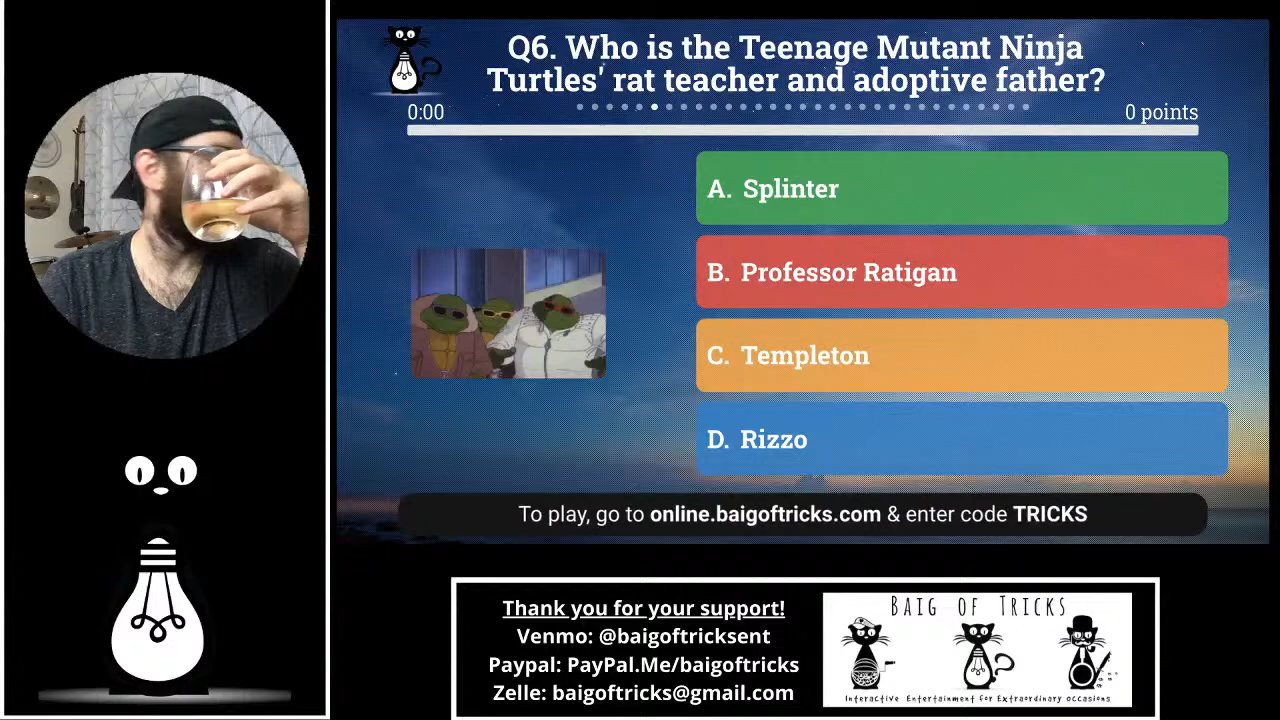 Q6. Who is the Teenage Mutant Ninja
Turtles' rat teacher and adoptive father?
0:00
0 points
A. Splinter
B. Professor Ratigan
C. Templeton
D. Rizzo
To play, go to online.baigoftricks.com & enter code TRICKS
Thank you for your support!
Venmo: @baigoftricksent
Paypal: PayPal.Me/baigoftricks
Zelle: baigoftricks@gmail.com
BAIG OF TRICKS
Interactive Entertainment for Extraordinary occasions